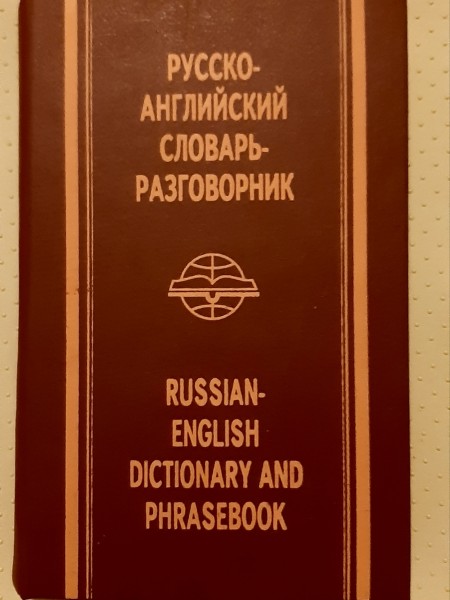 РУССКО-
АНГЛИЙСКИЙ
СЛОВАРЬ-
РАЗГОВОРНИК
RUSSIAN-
ENGLISH
DICTIONARY AND
PHRASEBOOK